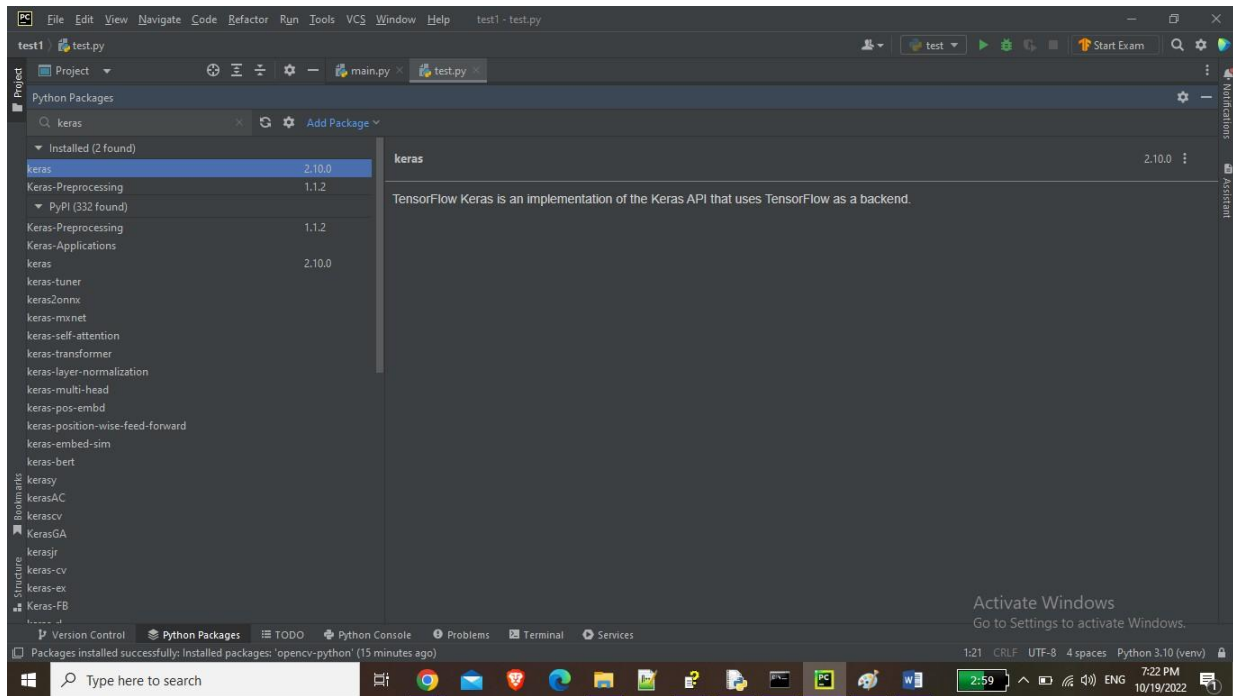 PC File Edit View Navigate Code Refactor Run Tools VCS Window Help test1 - test.py
test1 test.py test Start Exam
Project main.py test.py
Python Packages
keras Add Package
Installed (2 found)
keras 2.10.0
Keras-Preprocessing 1.1.2
PyPI (332 found)
Keras-Preprocessing 1.1.2
Keras-Applications
keras 2.10.0
keras-tuner
keras2onnx
keras-mxnet
keras-self-attention
keras-transformer
keras-layer-normalization
keras-multi-head
keras-pos-embd
keras-position-wise-feed-forward
keras-embed-sim
keras-bert
kerasy
kerasAC
kerascv
KerasGA
kerasjr
keras-cv
keras-ex
Keras-FB
keras 2.10.0
TensorFlow Keras is an implementation of the Keras API that uses TensorFlow as a backend.
Project
Bookmarks
Structure
Notifications
Assistant
Activate Windows
Go to Settings to activate Windows.
Version Control Python Packages TODO Python Console Problems Terminal Services
Packages installed successfully: Installed packages: 'opencv-python' (15 minutes ago) 1:21 CRLF UTF-8 4 spaces Python 3.10 (venv)
Type here to search 2:59 ENG 7:22 PM
10/19/2022